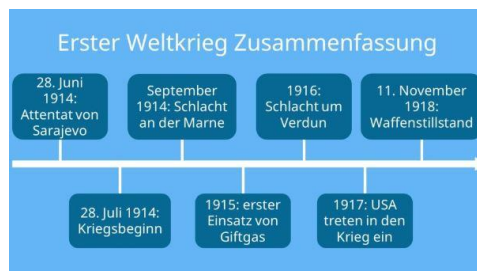 Erster Weltkrieg Zusammenfassung
28. Juni
1914:
Attentat von
Sarajevo
September
1914: Schlacht
an der Marne
1916:
Schlacht um
Verdun
11. November
1918:
Waffenstillstand
28. Juli 1914:
Kriegsbeginn
1915: erster
Einsatz von
Giftgas
1917: USA
treten in den
Krieg ein